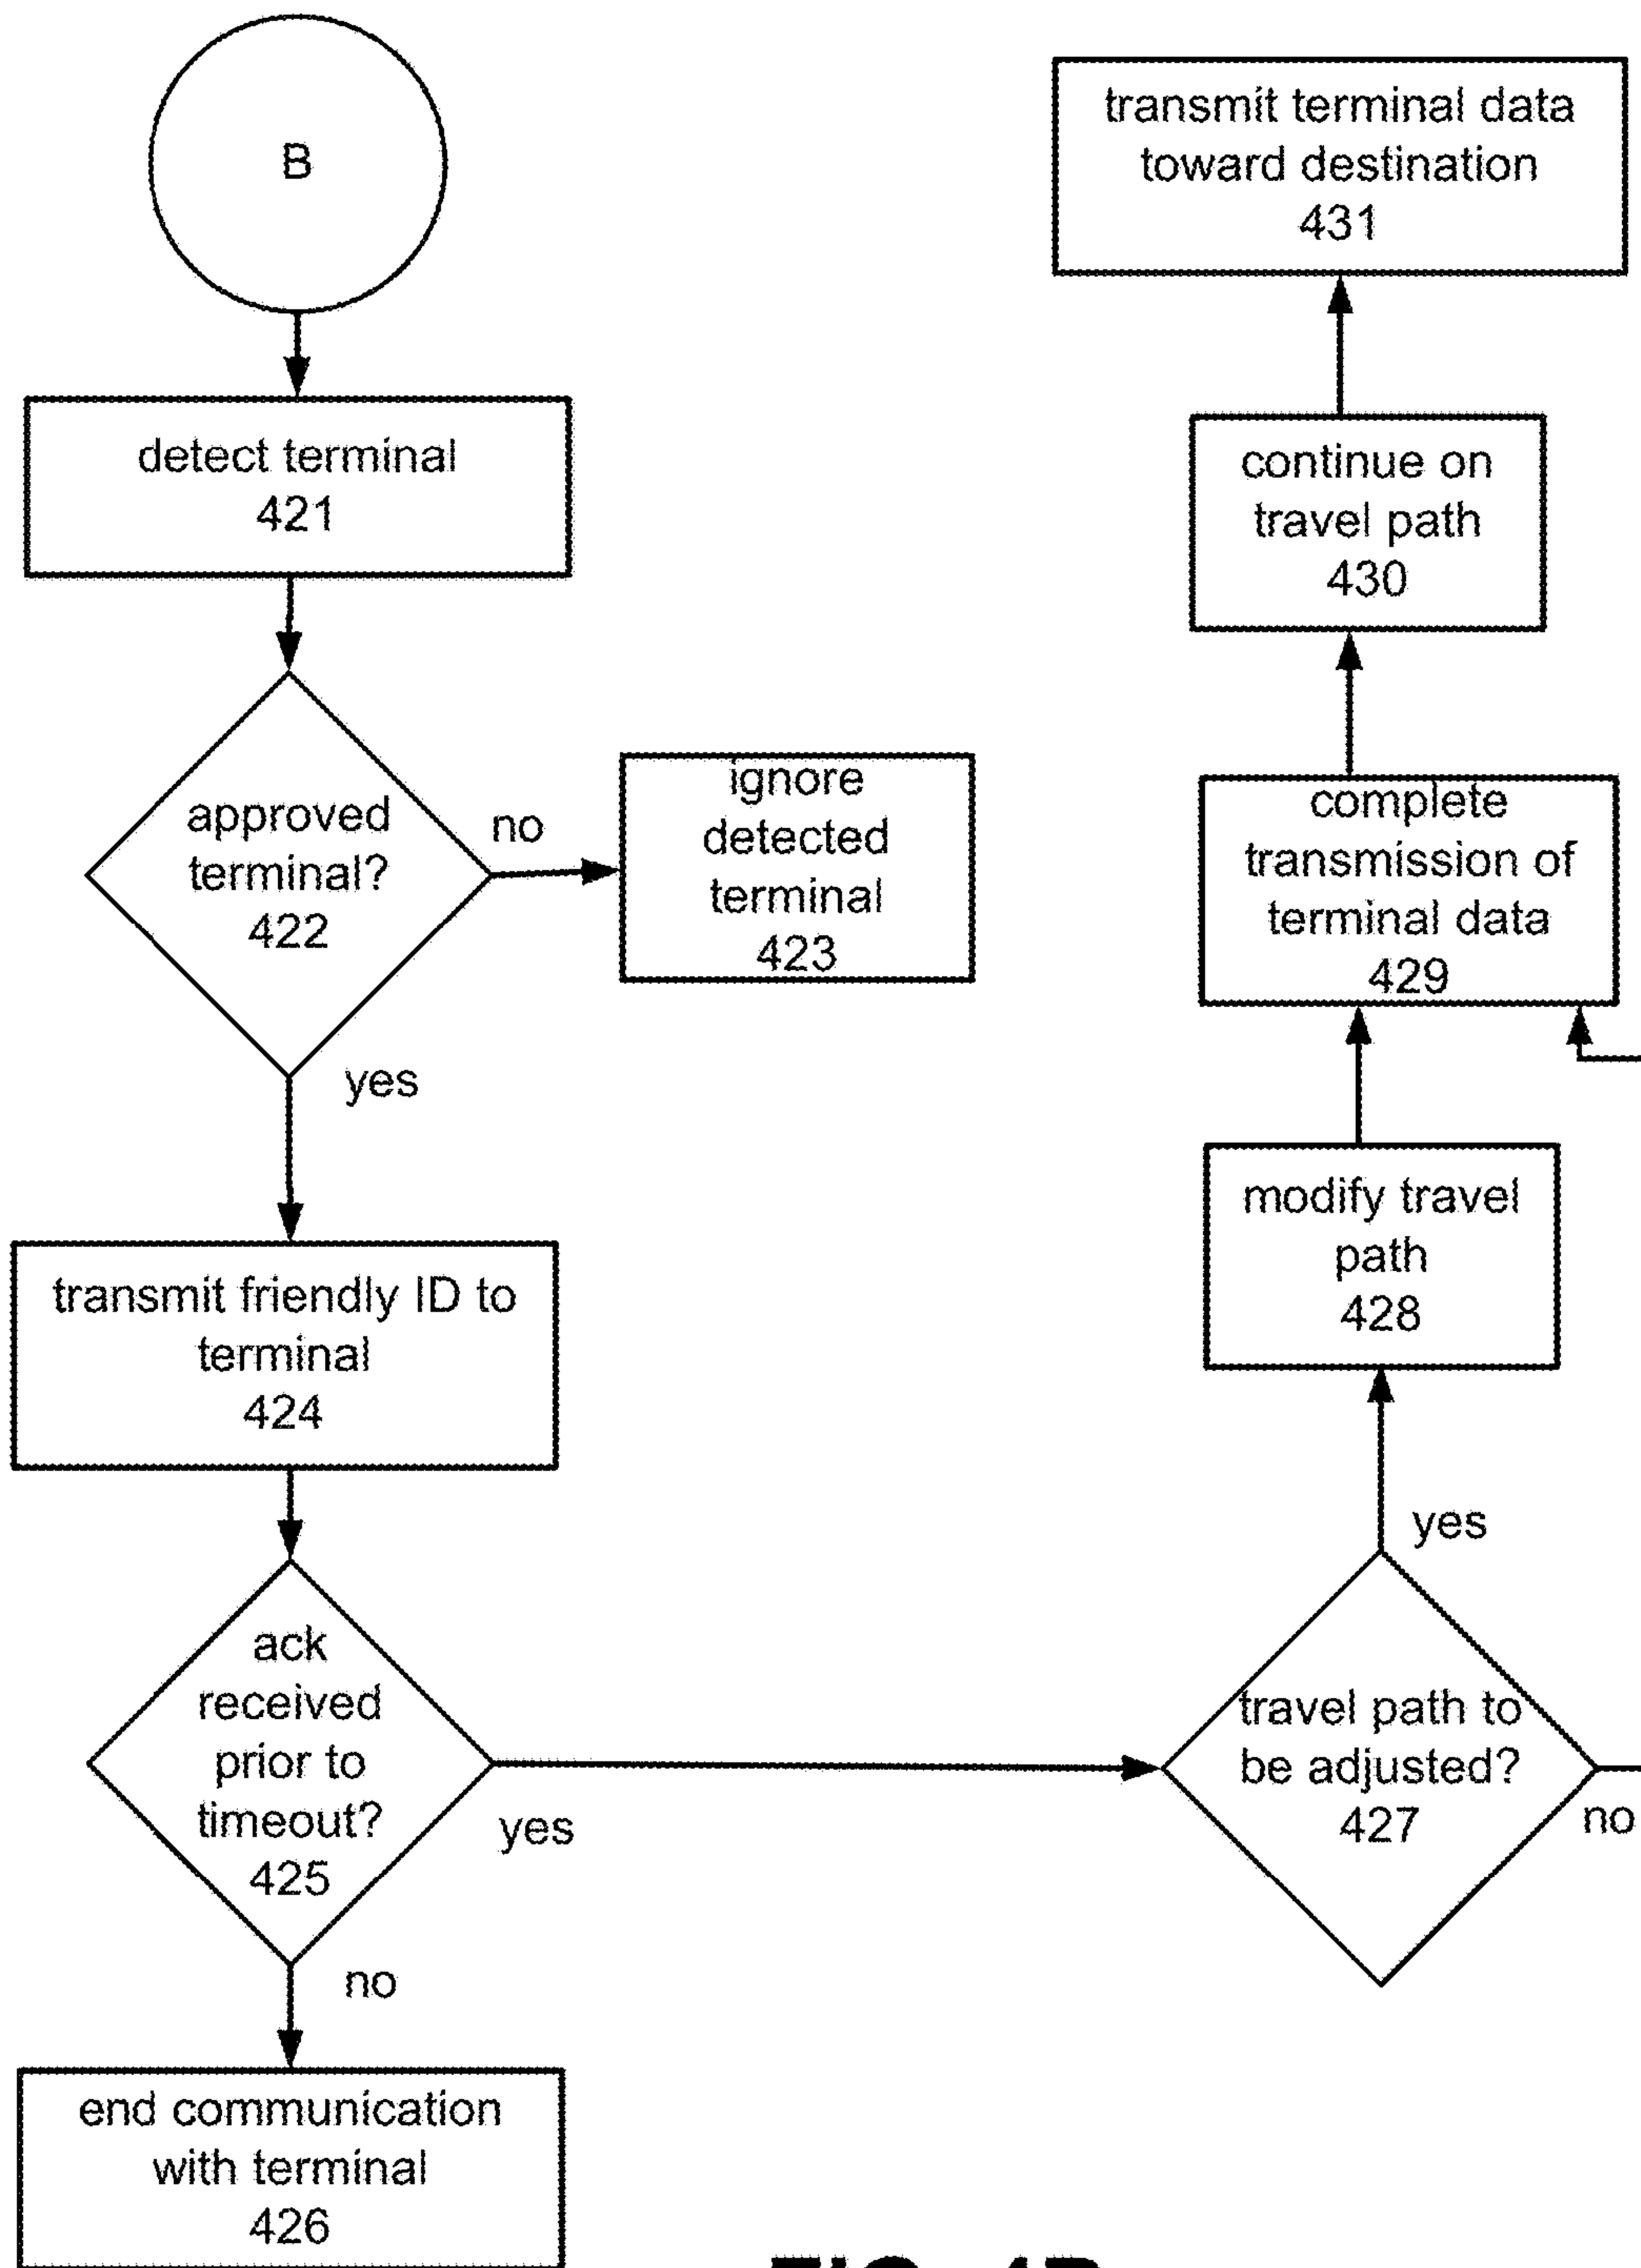 B
detect terminal
421
approved
terminal?
422
no
ignore
detected
terminal
423
yes
transmit friendly ID to
terminal
424
ack
received
prior to
timeout?
425
yes
no
end communication
with terminal
426
travel path to
be adjusted?
427
no
yes
modify travel
path
428
complete
transmission of
terminal data
429
continue on
travel path
430
transmit terminal data
toward destination
431